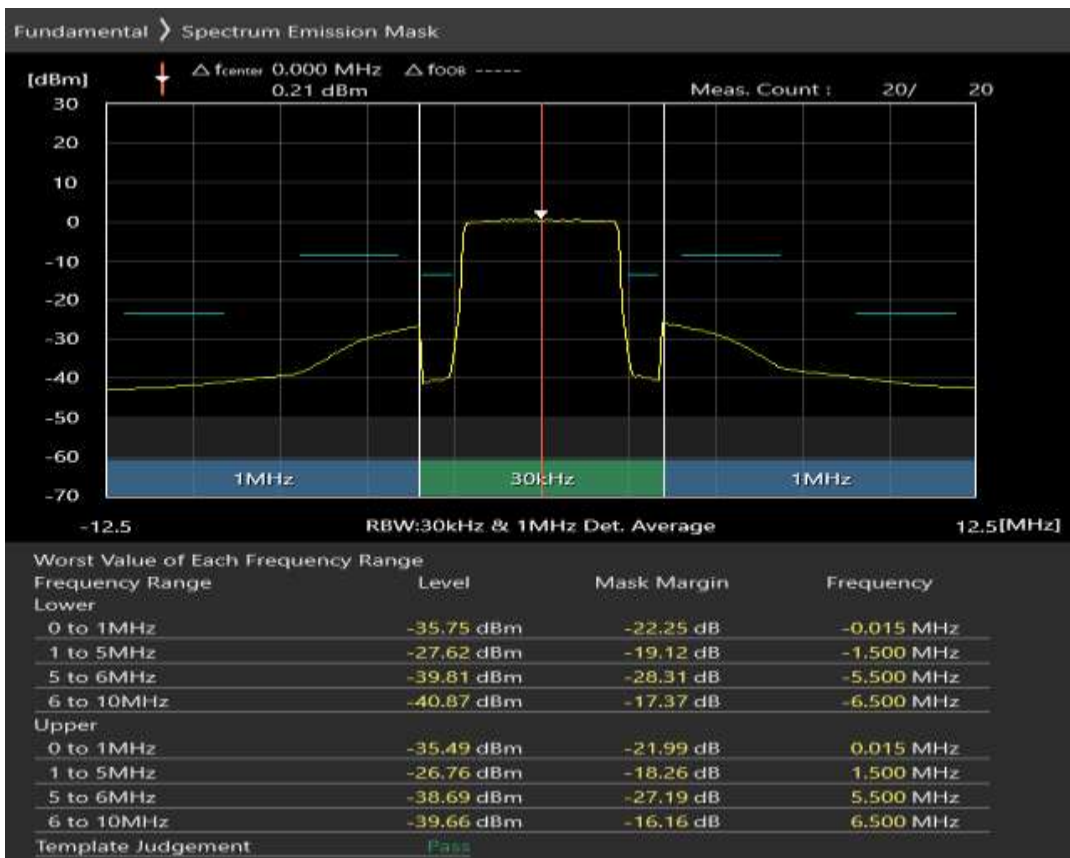 Fundamental ❭ Spectrum Emission Mask
[dBm] △ fcenter 0.000 MHz △ fOOB -----
0.21 dBm Meas. Count : 20/ 20
30
20
10
0
-10
-20
-30
-40
-50
-60
1MHz 30kHz 1MHz
-70
-12.5 RBW:30kHz & 1MHz Det. Average 12.5[MHz]
Worst Value of Each Frequency Range
Frequency Range Level Mask Margin Frequency
Lower
0 to 1MHz -35.75 dBm -22.25 dB -0.015 MHz
1 to 5MHz -27.62 dBm -19.12 dB -1.500 MHz
5 to 6MHz -39.81 dBm -28.31 dB -5.500 MHz
6 to 10MHz -40.87 dBm -17.37 dB -6.500 MHz
Upper
0 to 1MHz -35.49 dBm -21.99 dB 0.015 MHz
1 to 5MHz -26.76 dBm -18.26 dB 1.500 MHz
5 to 6MHz -38.69 dBm -27.19 dB 5.500 MHz
6 to 10MHz -39.66 dBm -16.16 dB 6.500 MHz
Template Judgement Pass